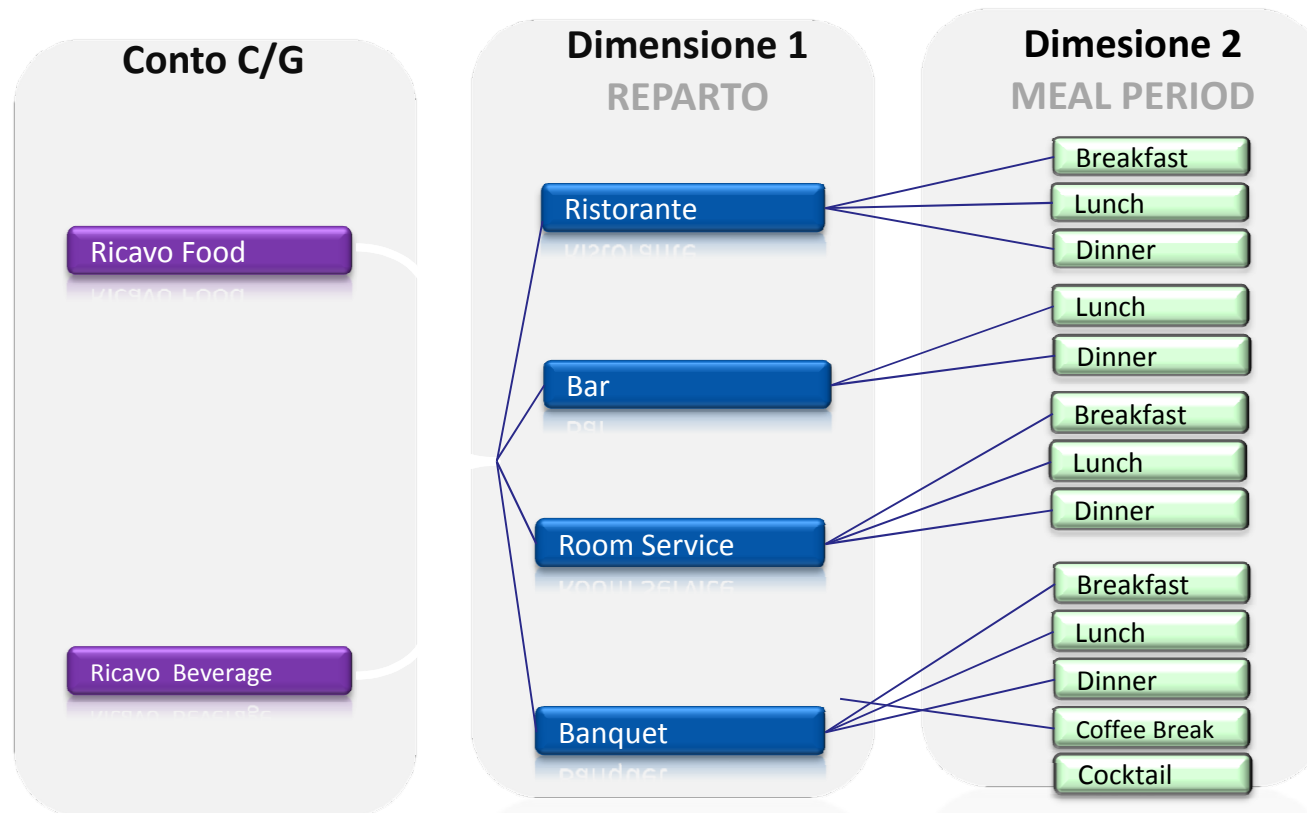 Conto C/G
Ricavo Food
Ricavo Beverage
Dimensione 1
REPARTO
Ristorante
Bar
Room Service
Banquet
Dimesione 2
MEAL PERIOD
Breakfast
Lunch
Dinner
Lunch
Dinner
Breakfast
Lunch
Dinner
Breakfast
Lunch
Dinner
Coffee Break
Cocktail